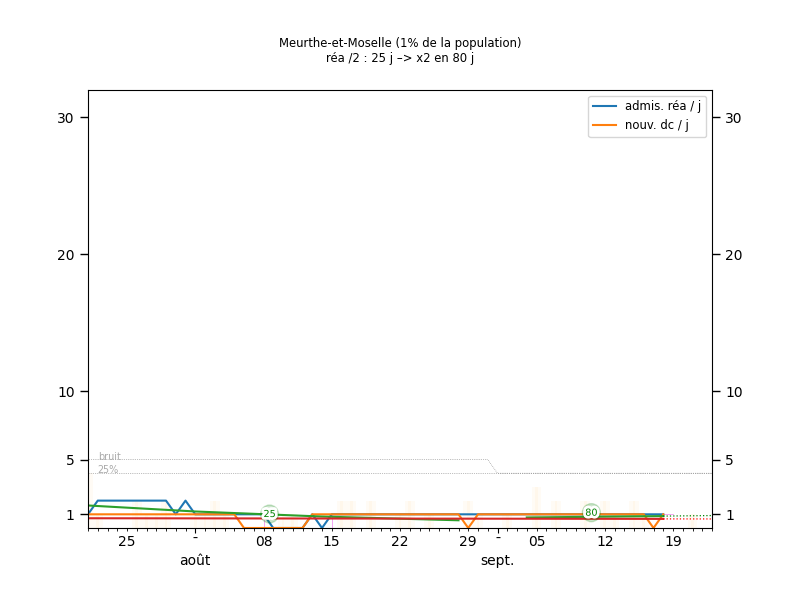 Meurthe-et-Moselle (1% de la population)
réa /2 : 25 j –> x2 en 80 j
admis. réa / j
nouv. dc / j
30 30
20 20
10 10
5 5
1 1
bruit
25%
25 80
25 - 08 15 22 29 - 05 12 19
août sept.